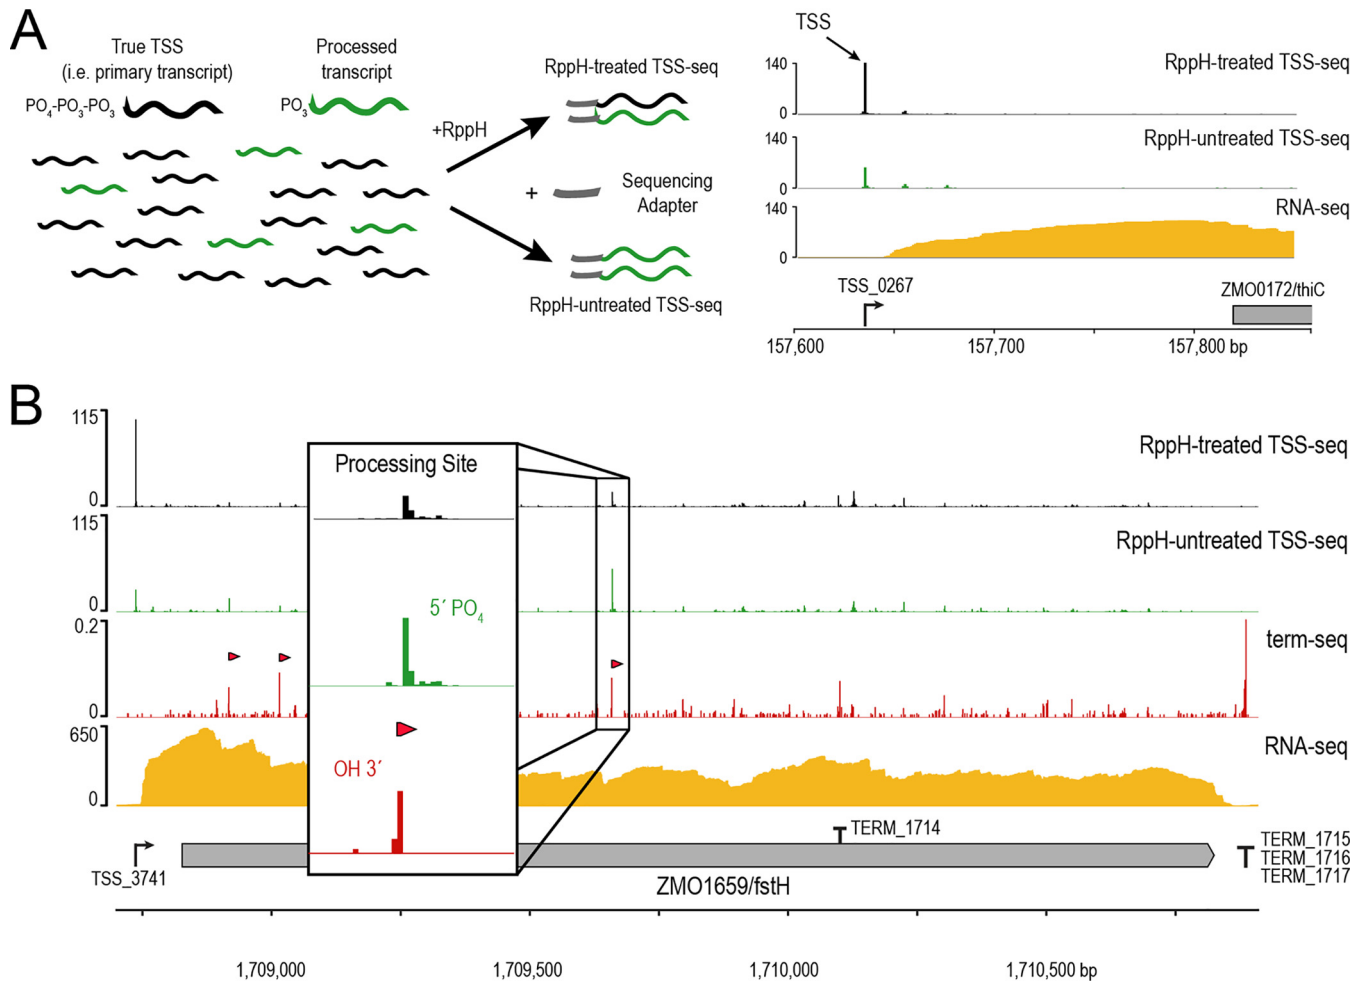 A
True TSS
(i.e. primary transcript)
PO4-PO3-PO3
Processed
transcript
PO3
+RppH
RppH-treated TSS-seq
+
Sequencing
Adapter
RppH-untreated TSS-seq
TSS
140
0
RppH-treated TSS-seq
140
0
RppH-untreated TSS-seq
140
0
RNA-seq
TSS_0267
ZMO0172/thiC
157,600
157,700
157,800 bp
B
115
0
RppH-treated TSS-seq
115
0
RppH-untreated TSS-seq
0.2
0
term-seq
650
0
RNA-seq
Processing Site
5´ PO4
OH 3´
TSS_3741
TERM_1714
ZMO1659/fstH
TERM_1715
TERM_1716
TERM_1717
1,709,000
1,709,500
1,710,000
1,710,500 bp